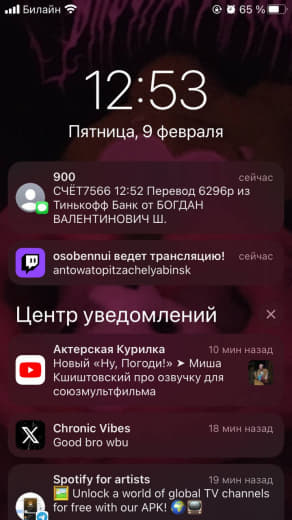 Билайн 65 %
12:53
Пятница, 9 февраля
900 сейчас
СЧЁТ7566 12:52 Перевод 6296р из
Тинькофф Банк от БОГДАН
ВАЛЕНТИНОВИЧ Ш.
osobennui ведет трансляцию! сейчас
antowatopitzachelyabinsk
Центр уведомлений
Актерская Курилка 10 мин назад
Новый «Ну, Погоди!» ➤ Миша
Кшиштовский про озвучку для
союзмультфильма
Chronic Vibes 18 мин назад
Good bro wbu
Spotify for artists 19 мин назад
🖼 Unlock a world of global TV channels
for free with our APK! 🌍📺